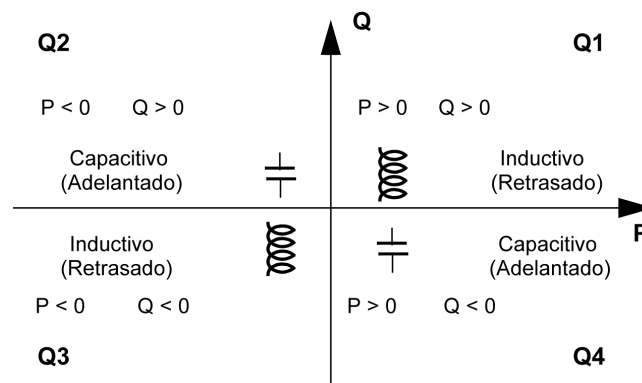 Q
Q2
Q1
P < 0 Q > 0
P > 0 Q > 0
Capacitivo
(Adelantado)
Inductivo
(Retrasado)
P
Inductivo
(Retrasado)
Capacitivo
(Adelantado)
P < 0 Q < 0
P > 0 Q < 0
Q3
Q4